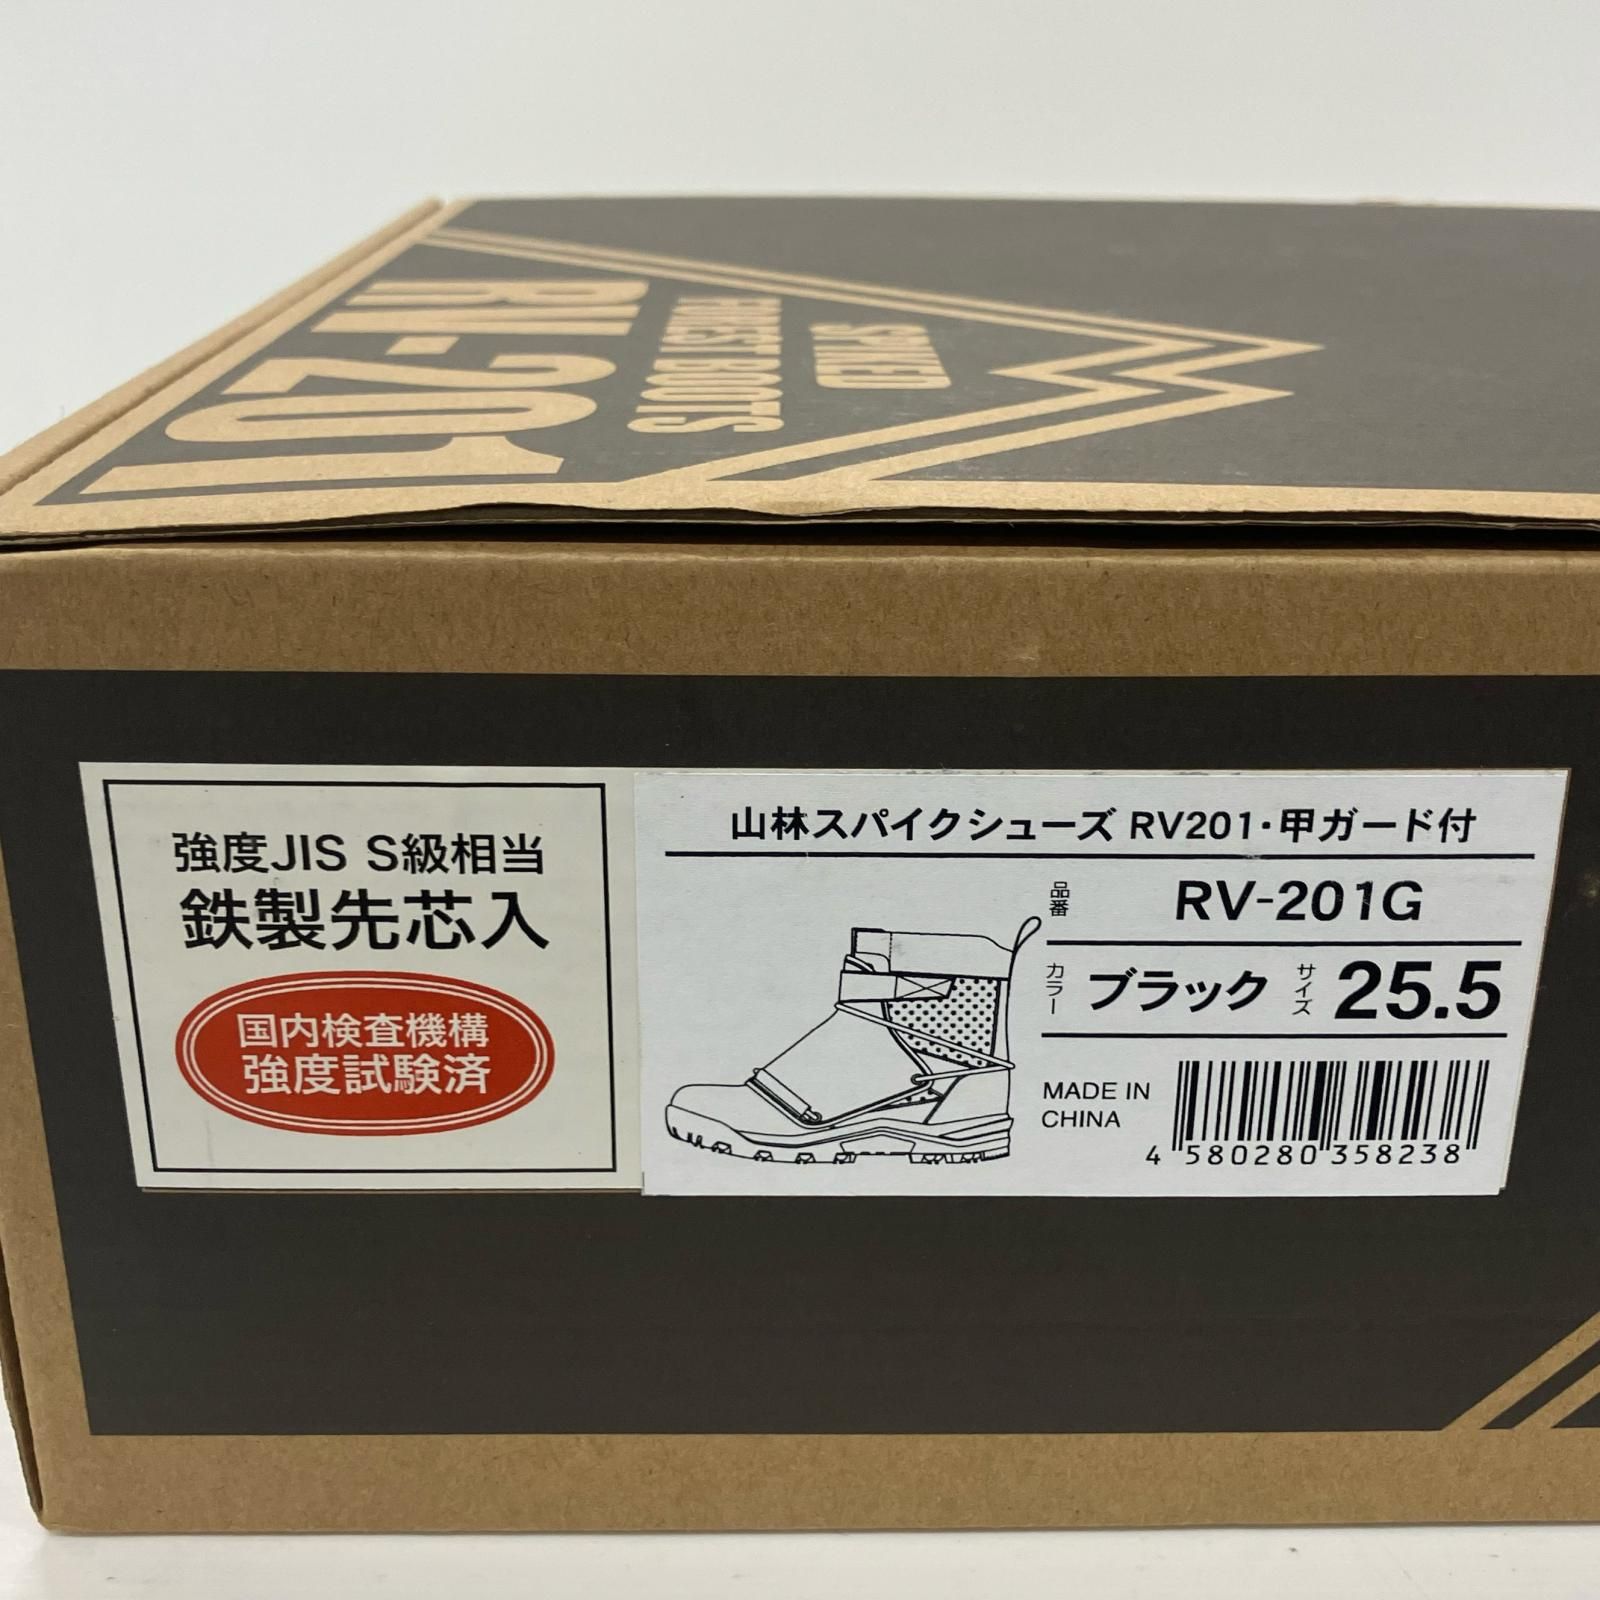 RV-201
FOREST BOOTS
SPIKED
強度JIS S級相当
鉄製先芯入
国内検査機構
強度試験済
山林スパイクシューズ RV201・甲ガード付
品番 RV-201G
カラー ブラック サイズ 25.5
MADE IN
CHINA
4 580280 358238